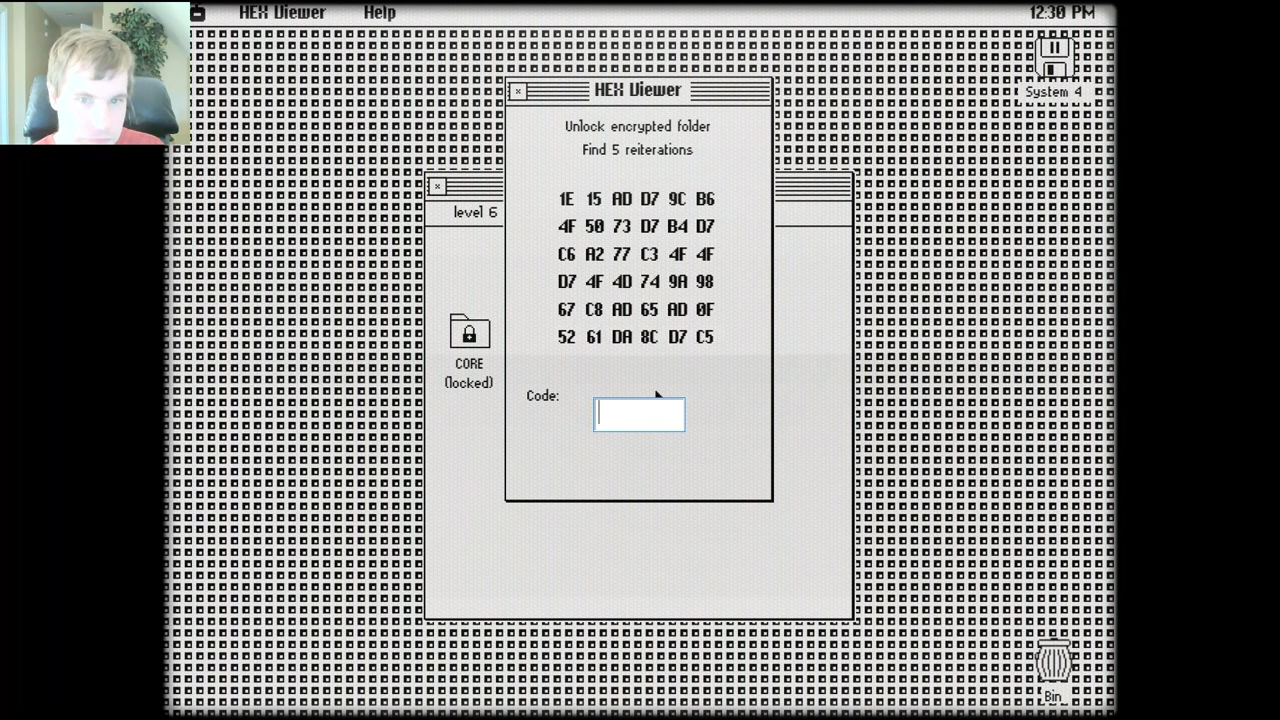 HEX Viewer Help 12:30 PM
System 4
HEX Viewer
Unlock encrypted folder
Find 5 reiterations
level 6
1E 15 AD D7 9C B6
4F 50 73 D7 B4 D7
C6 A2 77 C3 4F 4F
D7 4F 4D 74 9A 98
67 C8 AD 65 AD 0F
52 61 DA 8C D7 C5
CORE
(locked)
Code:
Bin